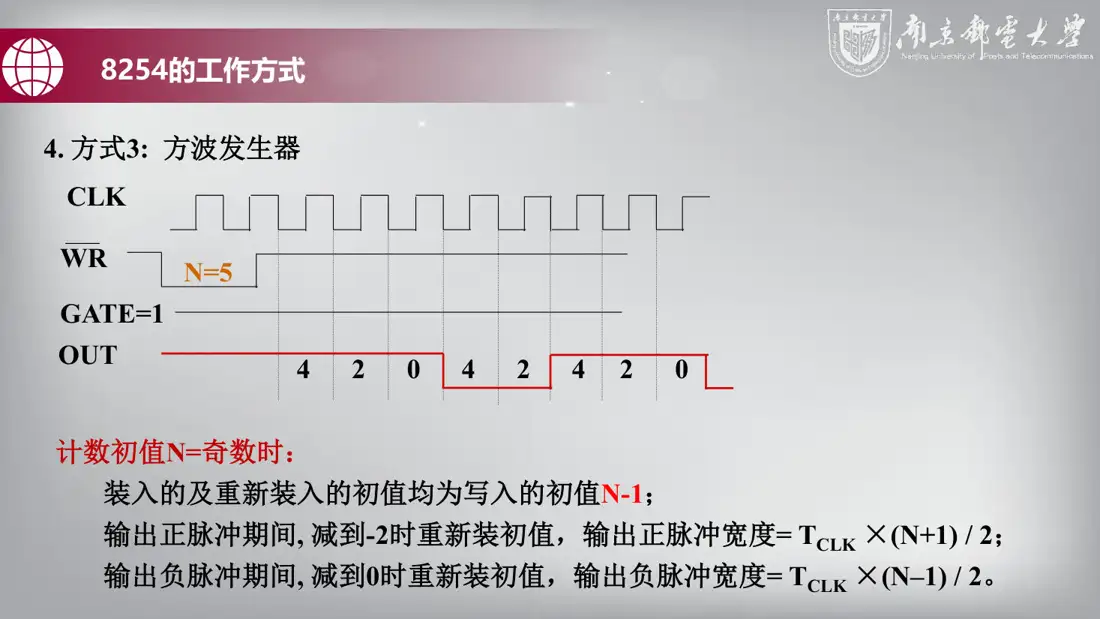 南京邮电大学
Nanjing University of Posts and Telecommunications
8254的工作方式
4. 方式3: 方波发生器
CLK
WR
N=5
GATE=1
OUT
4 2 0 4 2 4 2 0
计数初值N=奇数时:
装入的及重新装入的初值均为写入的初值N-1;
输出正脉冲期间, 减到-2时重新装初值，输出正脉冲宽度= TCLK ×(N+1) / 2;
输出负脉冲期间, 减到0时重新装初值，输出负脉冲宽度= TCLK ×(N–1) / 2。